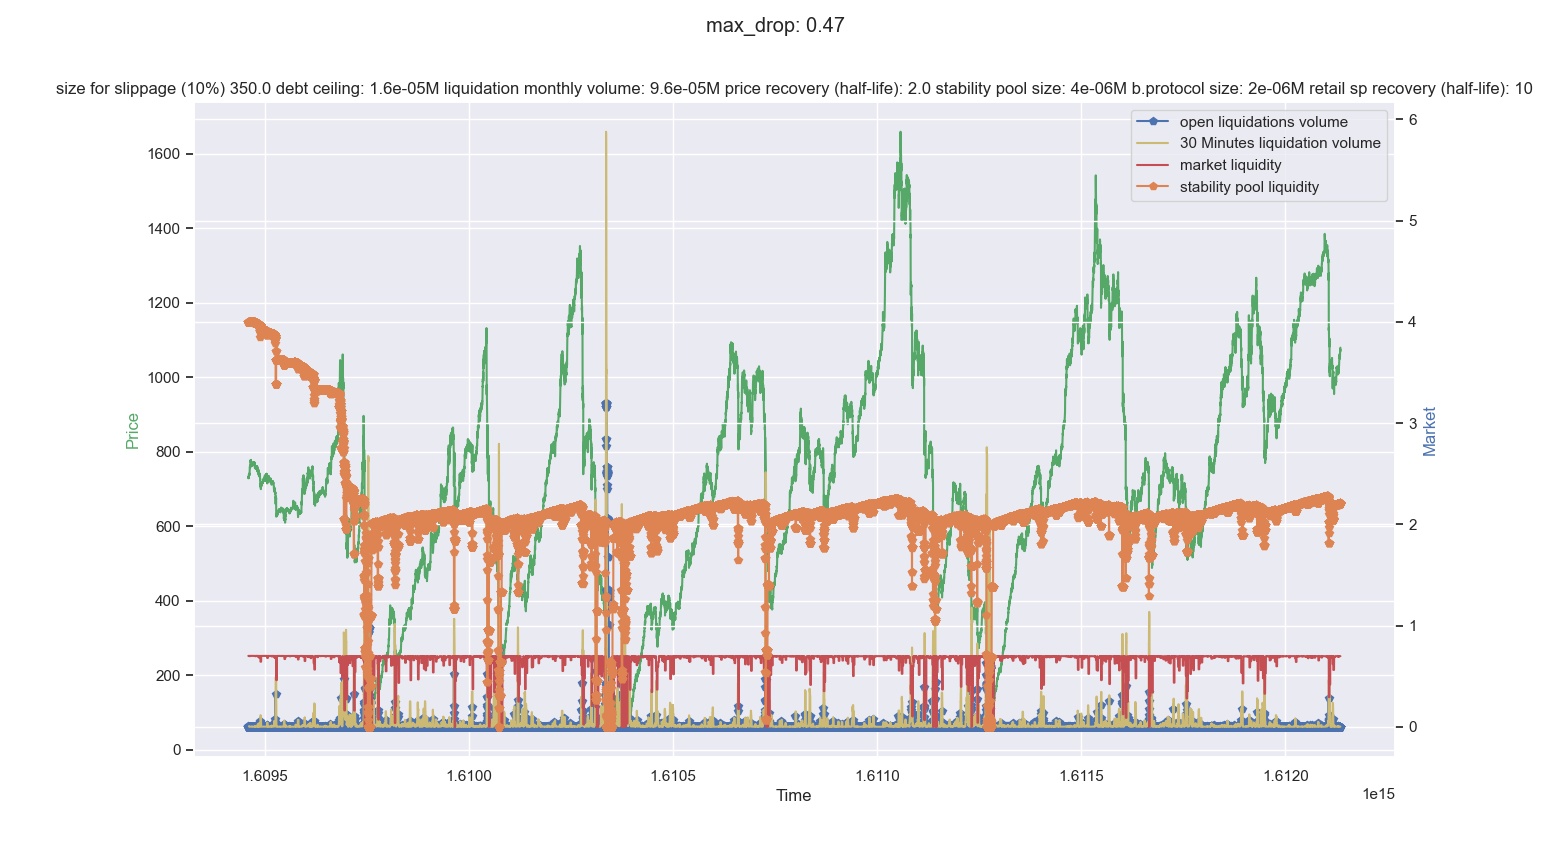 max_drop: 0.47
size for slippage (10%) 350.0 debt ceiling: 1.6e-05M liquidation monthly volume: 9.6e-05M price recovery (half-life): 2.0 stability pool size: 4e-06M b.protocol size: 2e-06M retail sp recovery (half-life): 10
open liquidations volume
30 Minutes liquidation volume
market liquidity
stability pool liquidity
1600
1400
1200
1000
800
600
400
200
0
Price
6
5
4
3
2
1
0
Market
1.6095
1.6100
1.6105
1.6110
1.6115
1.6120
1e15
Time